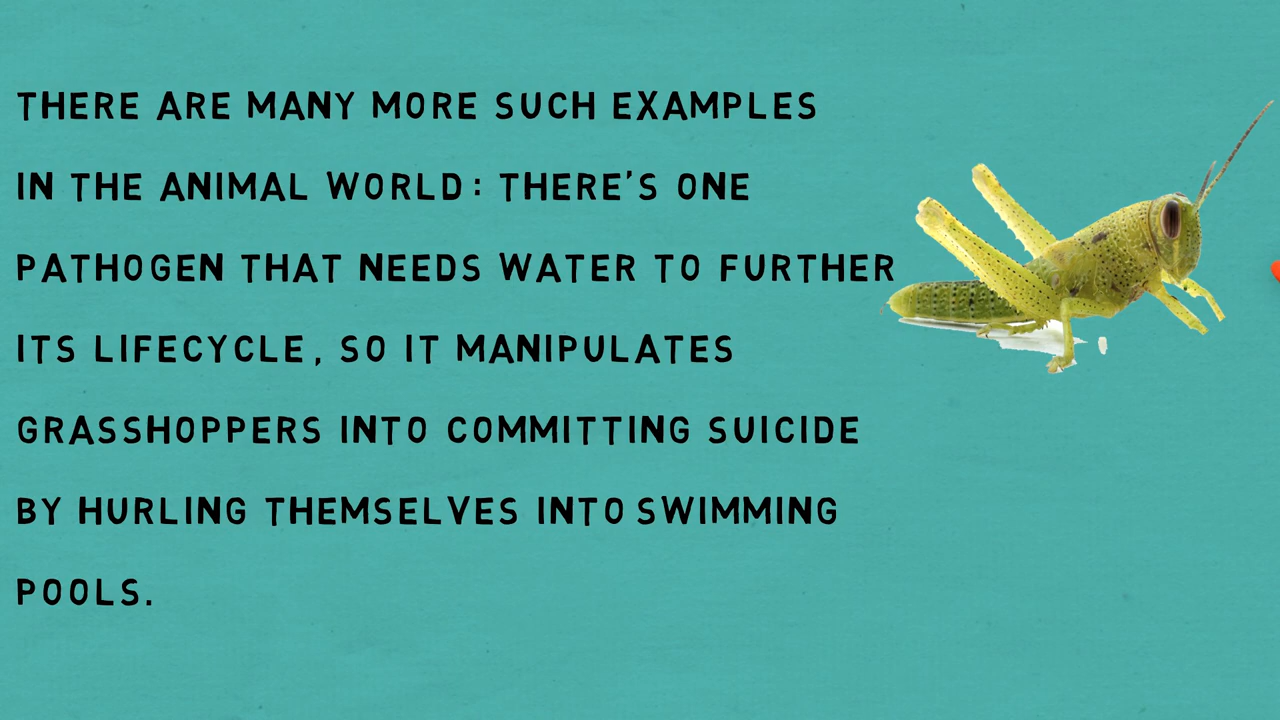 THERE ARE MANY MORE SUCH EXAMPLES
IN THE ANIMAL WORLD: THERE'S ONE
PATHOGEN THAT NEEDS WATER TO FURTHER
ITS LIFECYCLE, SO IT MANIPULATES
GRASSHOPPERS INTO COMMITTING SUICIDE
BY HURLING THEMSELVES INTO SWIMMING
POOLS.